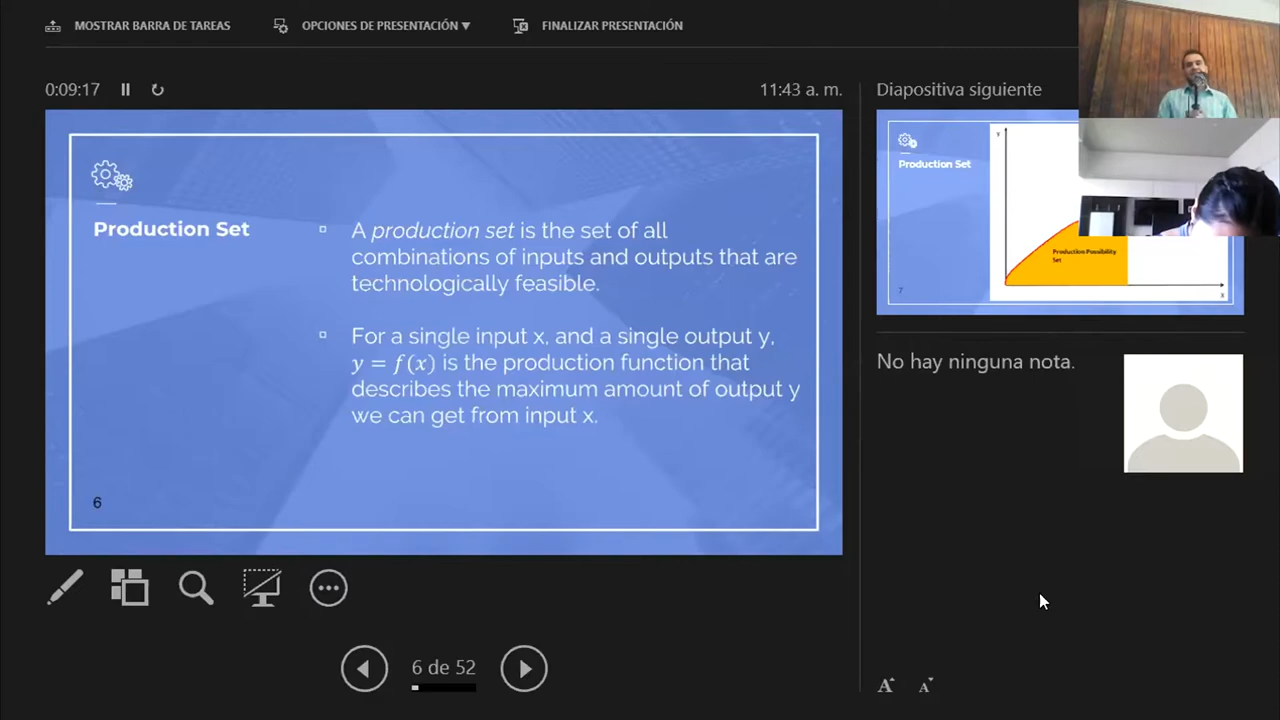 MOSTRAR BARRA DE TAREAS
OPCIONES DE PRESENTACIÓN ▼
FINALIZAR PRESENTACIÓN
0:09:17
11:43 a. m.
Production Set
A production set is the set of all
combinations of inputs and outputs that are
technologically feasible.
For a single input x, and a single output y,
y = f(x) is the production function that
describes the maximum amount of output y
we can get from input x.
6
6 de 52
Diapositiva siguiente
Production Set
y
Production Possibility
Set
x
7
No hay ninguna nota.
A A